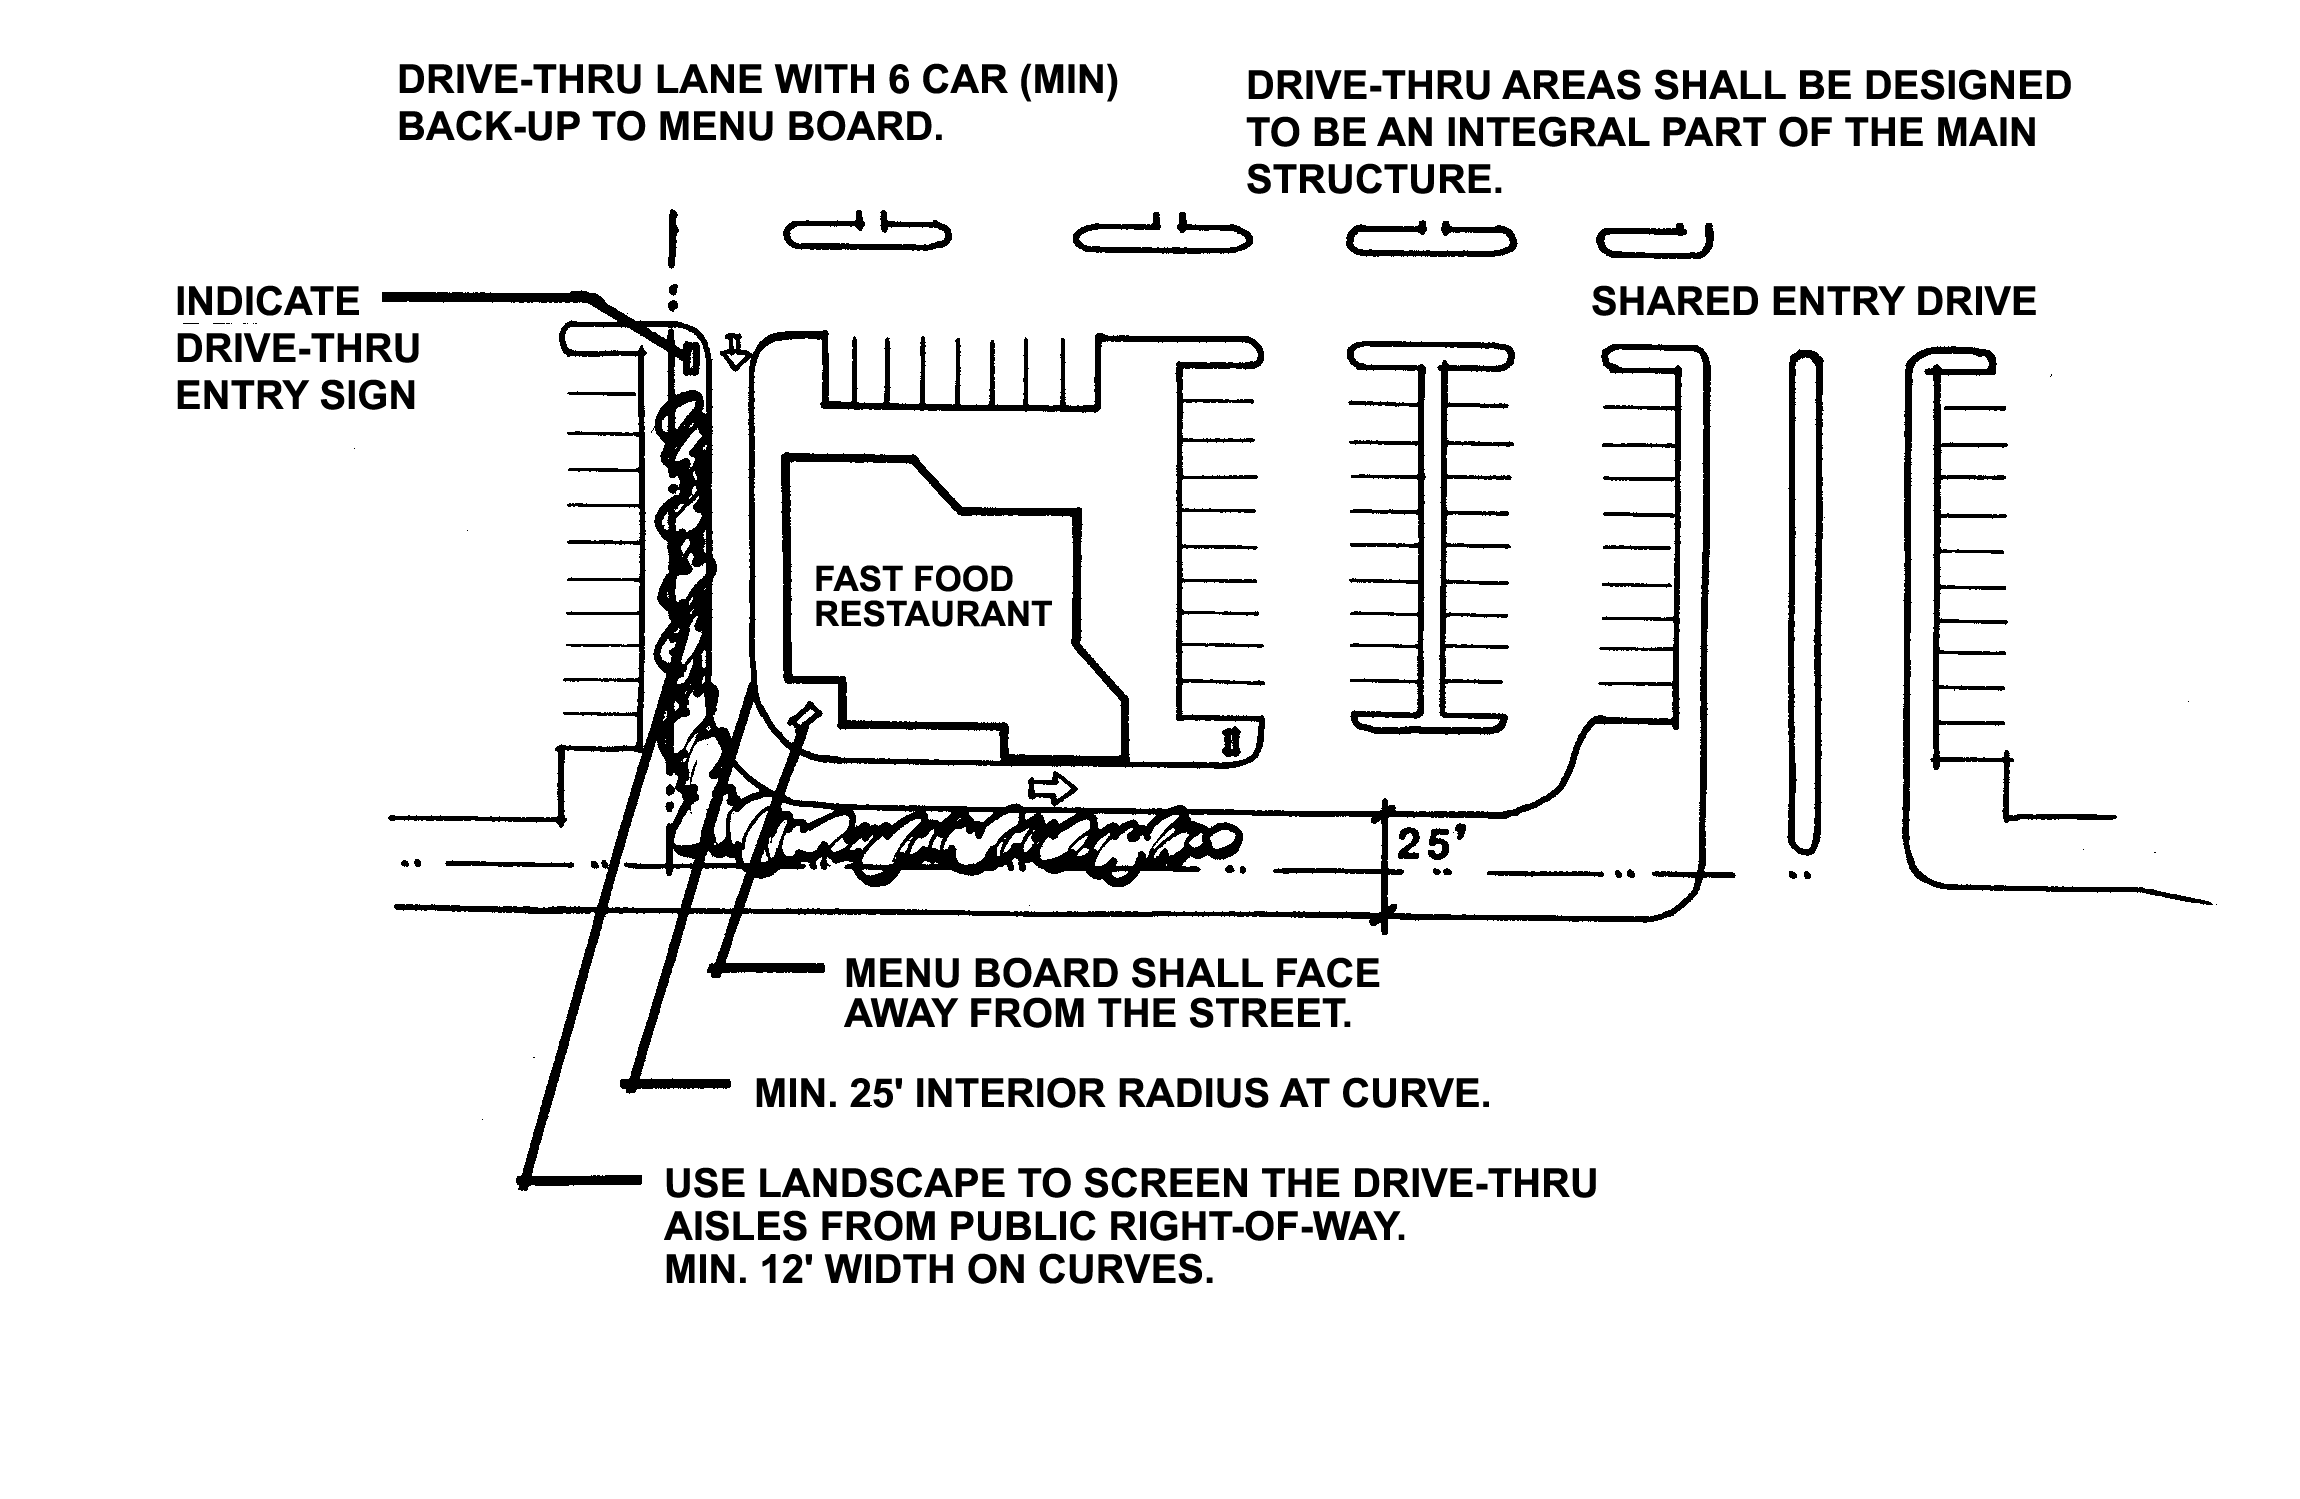 DRIVE-THRU LANE WITH 6 CAR (MIN)
BACK-UP TO MENU BOARD.
DRIVE-THRU AREAS SHALL BE DESIGNED
TO BE AN INTEGRAL PART OF THE MAIN
STRUCTURE.
INDICATE
DRIVE-THRU
ENTRY SIGN
SHARED ENTRY DRIVE
FAST FOOD
RESTAURANT
25'
MENU BOARD SHALL FACE
AWAY FROM THE STREET.
MIN. 25' INTERIOR RADIUS AT CURVE.
USE LANDSCAPE TO SCREEN THE DRIVE-THRU
AISLES FROM PUBLIC RIGHT-OF-WAY.
MIN. 12' WIDTH ON CURVES.